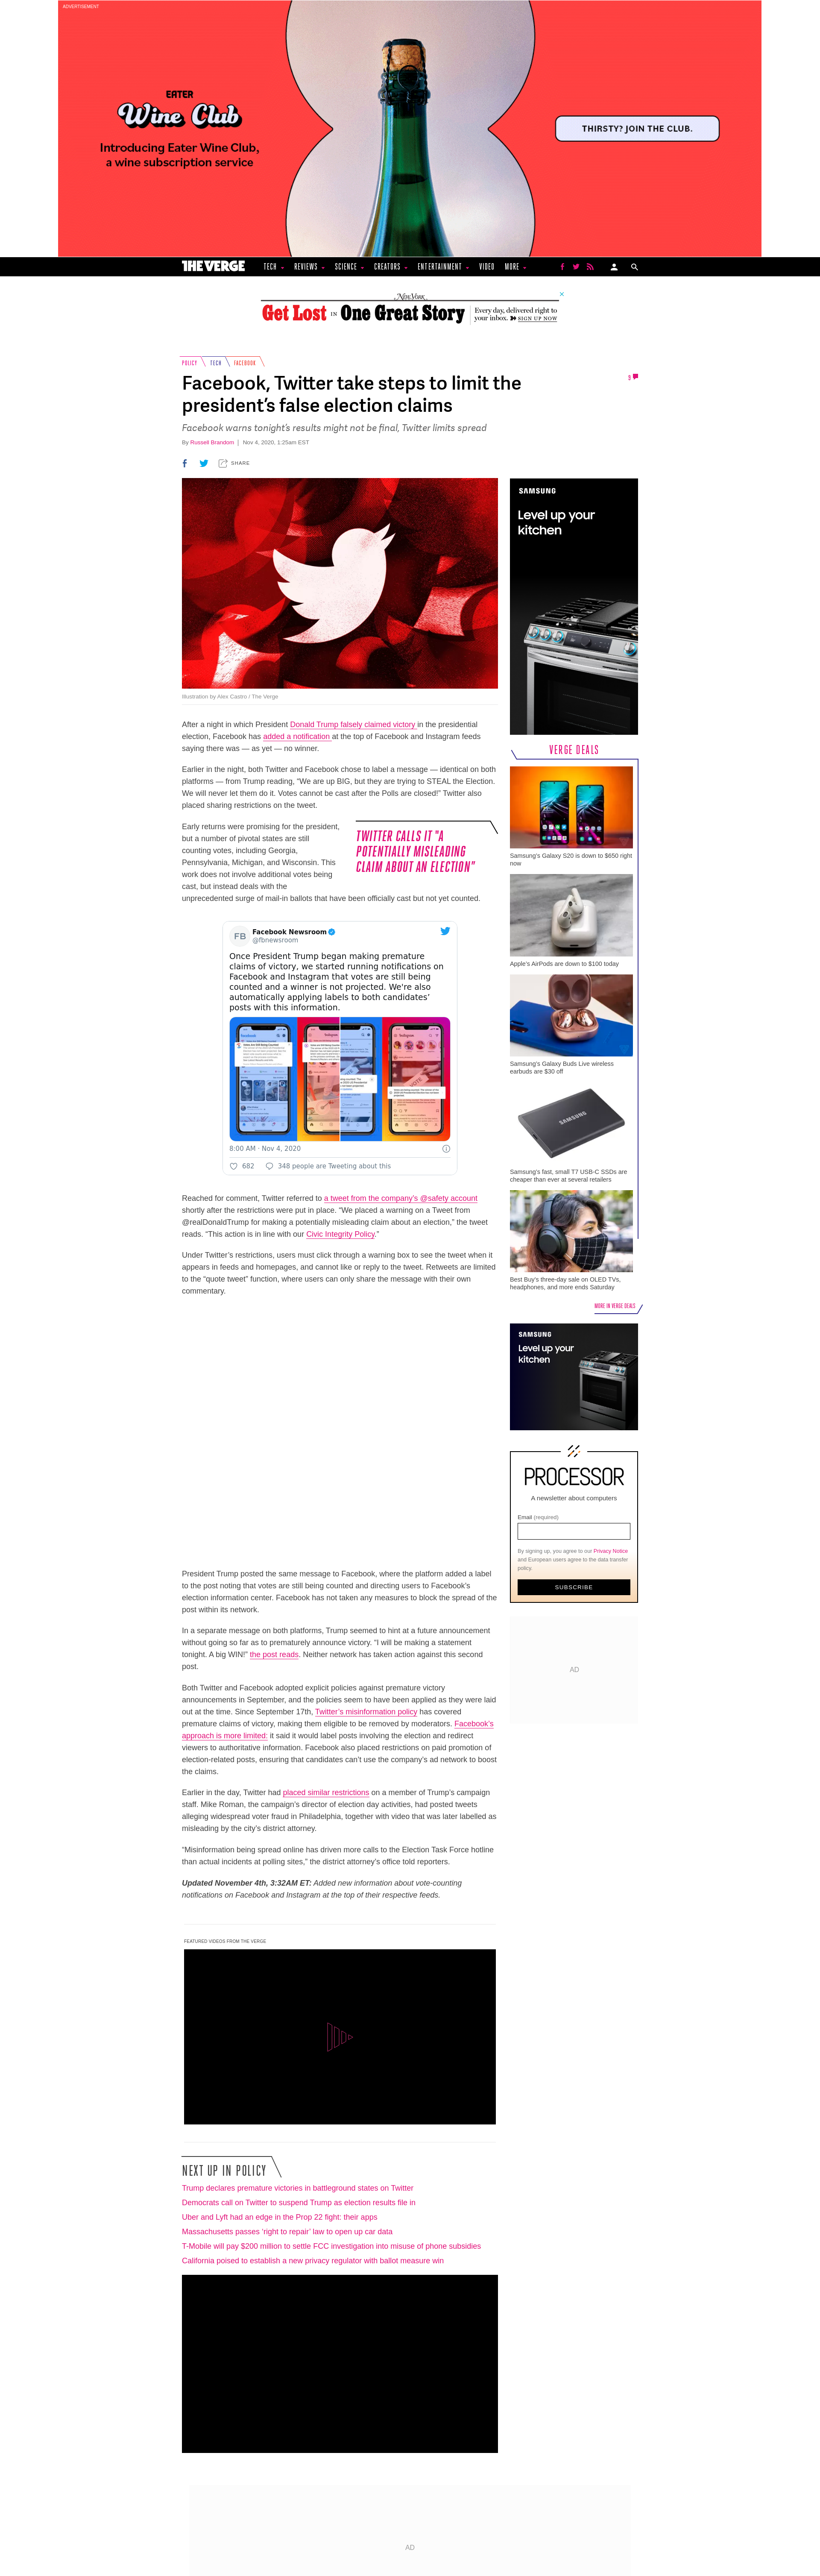 ADVERTISEMENT
EATER
Wine Club
Introducing Eater Wine Club,
a wine subscription service
THIRSTY? JOIN THE CLUB.
THE VERGE
TECH
REVIEWS
SCIENCE
CREATORS
ENTERTAINMENT
VIDEO
MORE
NEW YORK
Get Lost IN One Great Story
Every day, delivered right to
your inbox. SIGN UP NOW
POLICY
TECH
FACEBOOK
Facebook, Twitter take steps to limit the
president’s false election claims
9
Facebook warns tonight’s results might not be final, Twitter limits spread
By Russell Brandom | Nov 4, 2020, 1:25am EST
SHARE
Illustration by Alex Castro / The Verge
After a night in which President Donald Trump falsely claimed victory in the presidential
election, Facebook has added a notification at the top of Facebook and Instagram feeds
saying there was — as yet — no winner.
Earlier in the night, both Twitter and Facebook chose to label a message — identical on both
platforms — from Trump reading, “We are up BIG, but they are trying to STEAL the Election.
We will never let them do it. Votes cannot be cast after the Polls are closed!” Twitter also
placed sharing restrictions on the tweet.
Early returns were promising for the president,
but a number of pivotal states are still
counting votes, including Georgia,
Pennsylvania, Michigan, and Wisconsin. This
work does not involve additional votes being
cast, but instead deals with the
unprecedented surge of mail-in ballots that have been officially cast but not yet counted.
TWITTER CALLS IT "A
POTENTIALLY MISLEADING
CLAIM ABOUT AN ELECTION"
FB
Facebook Newsroom
@fbnewsroom
Once President Trump began making premature
claims of victory, we started running notifications on
Facebook and Instagram that votes are still being
counted and a winner is not projected. We're also
automatically applying labels to both candidates’
posts with this information.
8:00 AM · Nov 4, 2020
682
348 people are Tweeting about this
Reached for comment, Twitter referred to a tweet from the company’s @safety account
shortly after the restrictions were put in place. “We placed a warning on a Tweet from
@realDonaldTrump for making a potentially misleading claim about an election,” the tweet
reads. “This action is in line with our Civic Integrity Policy.”
Under Twitter’s restrictions, users must click through a warning box to see the tweet when it
appears in feeds and homepages, and cannot like or reply to the tweet. Retweets are limited
to the “quote tweet” function, where users can only share the message with their own
commentary.
President Trump posted the same message to Facebook, where the platform added a label
to the post noting that votes are still being counted and directing users to Facebook’s
election information center. Facebook has not taken any measures to block the spread of the
post within its network.
In a separate message on both platforms, Trump seemed to hint at a future announcement
without going so far as to prematurely announce victory. “I will be making a statement
tonight. A big WIN!” the post reads. Neither network has taken action against this second
post.
Both Twitter and Facebook adopted explicit policies against premature victory
announcements in September, and the policies seem to have been applied as they were laid
out at the time. Since September 17th, Twitter’s misinformation policy has covered
premature claims of victory, making them eligible to be removed by moderators. Facebook’s
approach is more limited: it said it would label posts involving the election and redirect
viewers to authoritative information. Facebook also placed restrictions on paid promotion of
election-related posts, ensuring that candidates can’t use the company’s ad network to boost
the claims.
Earlier in the day, Twitter had placed similar restrictions on a member of Trump’s campaign
staff. Mike Roman, the campaign’s director of election day activities, had posted tweets
alleging widespread voter fraud in Philadelphia, together with video that was later labelled as
misleading by the city’s district attorney.
“Misinformation being spread online has driven more calls to the Election Task Force hotline
than actual incidents at polling sites,” the district attorney’s office told reporters.
Updated November 4th, 3:32AM ET: Added new information about vote-counting
notifications on Facebook and Instagram at the top of their respective feeds.
FEATURED VIDEOS FROM THE VERGE
NEXT UP IN POLICY
Trump declares premature victories in battleground states on Twitter
Democrats call on Twitter to suspend Trump as election results file in
Uber and Lyft had an edge in the Prop 22 fight: their apps
Massachusetts passes ‘right to repair’ law to open up car data
T-Mobile will pay $200 million to settle FCC investigation into misuse of phone subsidies
California poised to establish a new privacy regulator with ballot measure win
SAMSUNG
Level up your
kitchen
VERGE DEALS
Samsung’s Galaxy S20 is down to $650 right
now
Apple’s AirPods are down to $100 today
Samsung’s Galaxy Buds Live wireless
earbuds are $30 off
SAMSUNG
Samsung’s fast, small T7 USB-C SSDs are
cheaper than ever at several retailers
Best Buy’s three-day sale on OLED TVs,
headphones, and more ends Saturday
MORE IN VERGE DEALS
SAMSUNG
Level up your
kitchen
PROCESSOR
A newsletter about computers
Email (required)
By signing up, you agree to our Privacy Notice
and European users agree to the data transfer
policy.
SUBSCRIBE
AD
AD